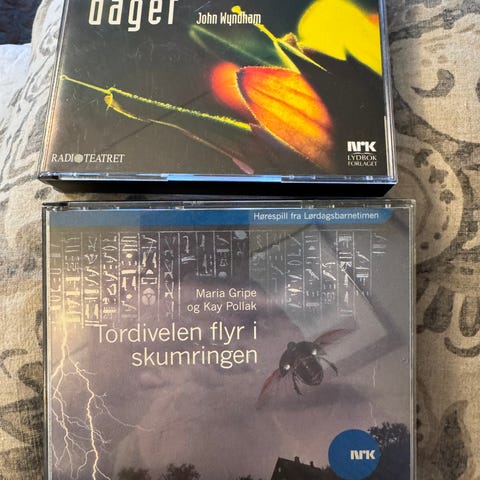 dager
John Wyndham
RADIOTEATRET
NRK
LYDBOK
FORLAGET
Hørespill fra Lørdagsbarnetimen
Maria Gripe
og Kay Pollak
Tordivelen flyr i
skumringen
NRK